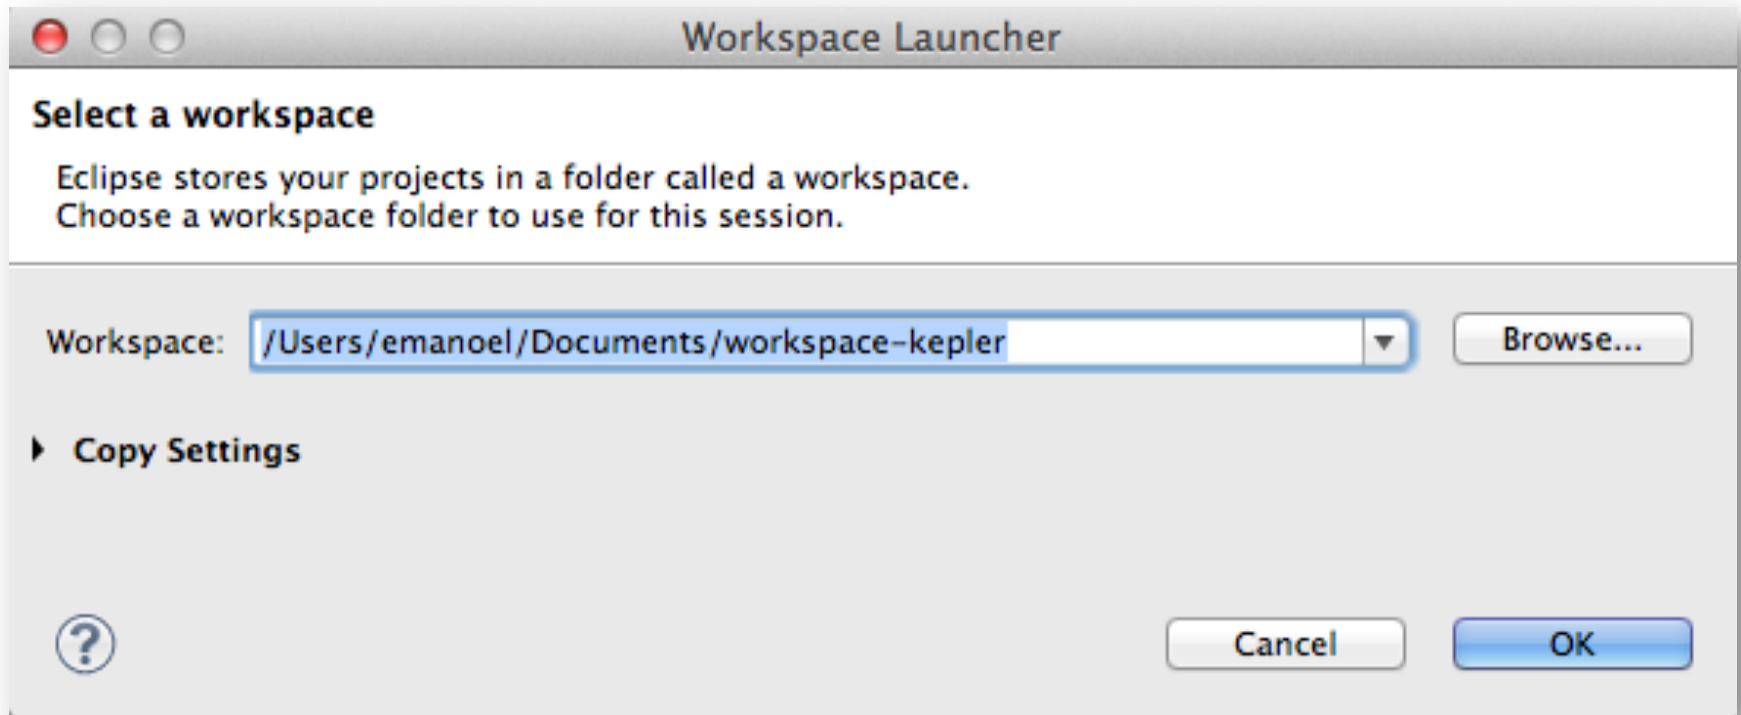 Workspace Launcher
Select a workspace
Eclipse stores your projects in a folder called a workspace.
Choose a workspace folder to use for this session.
Workspace: /Users/emanoel/Documents/workspace-kepler Browse...
Copy Settings
? Cancel OK